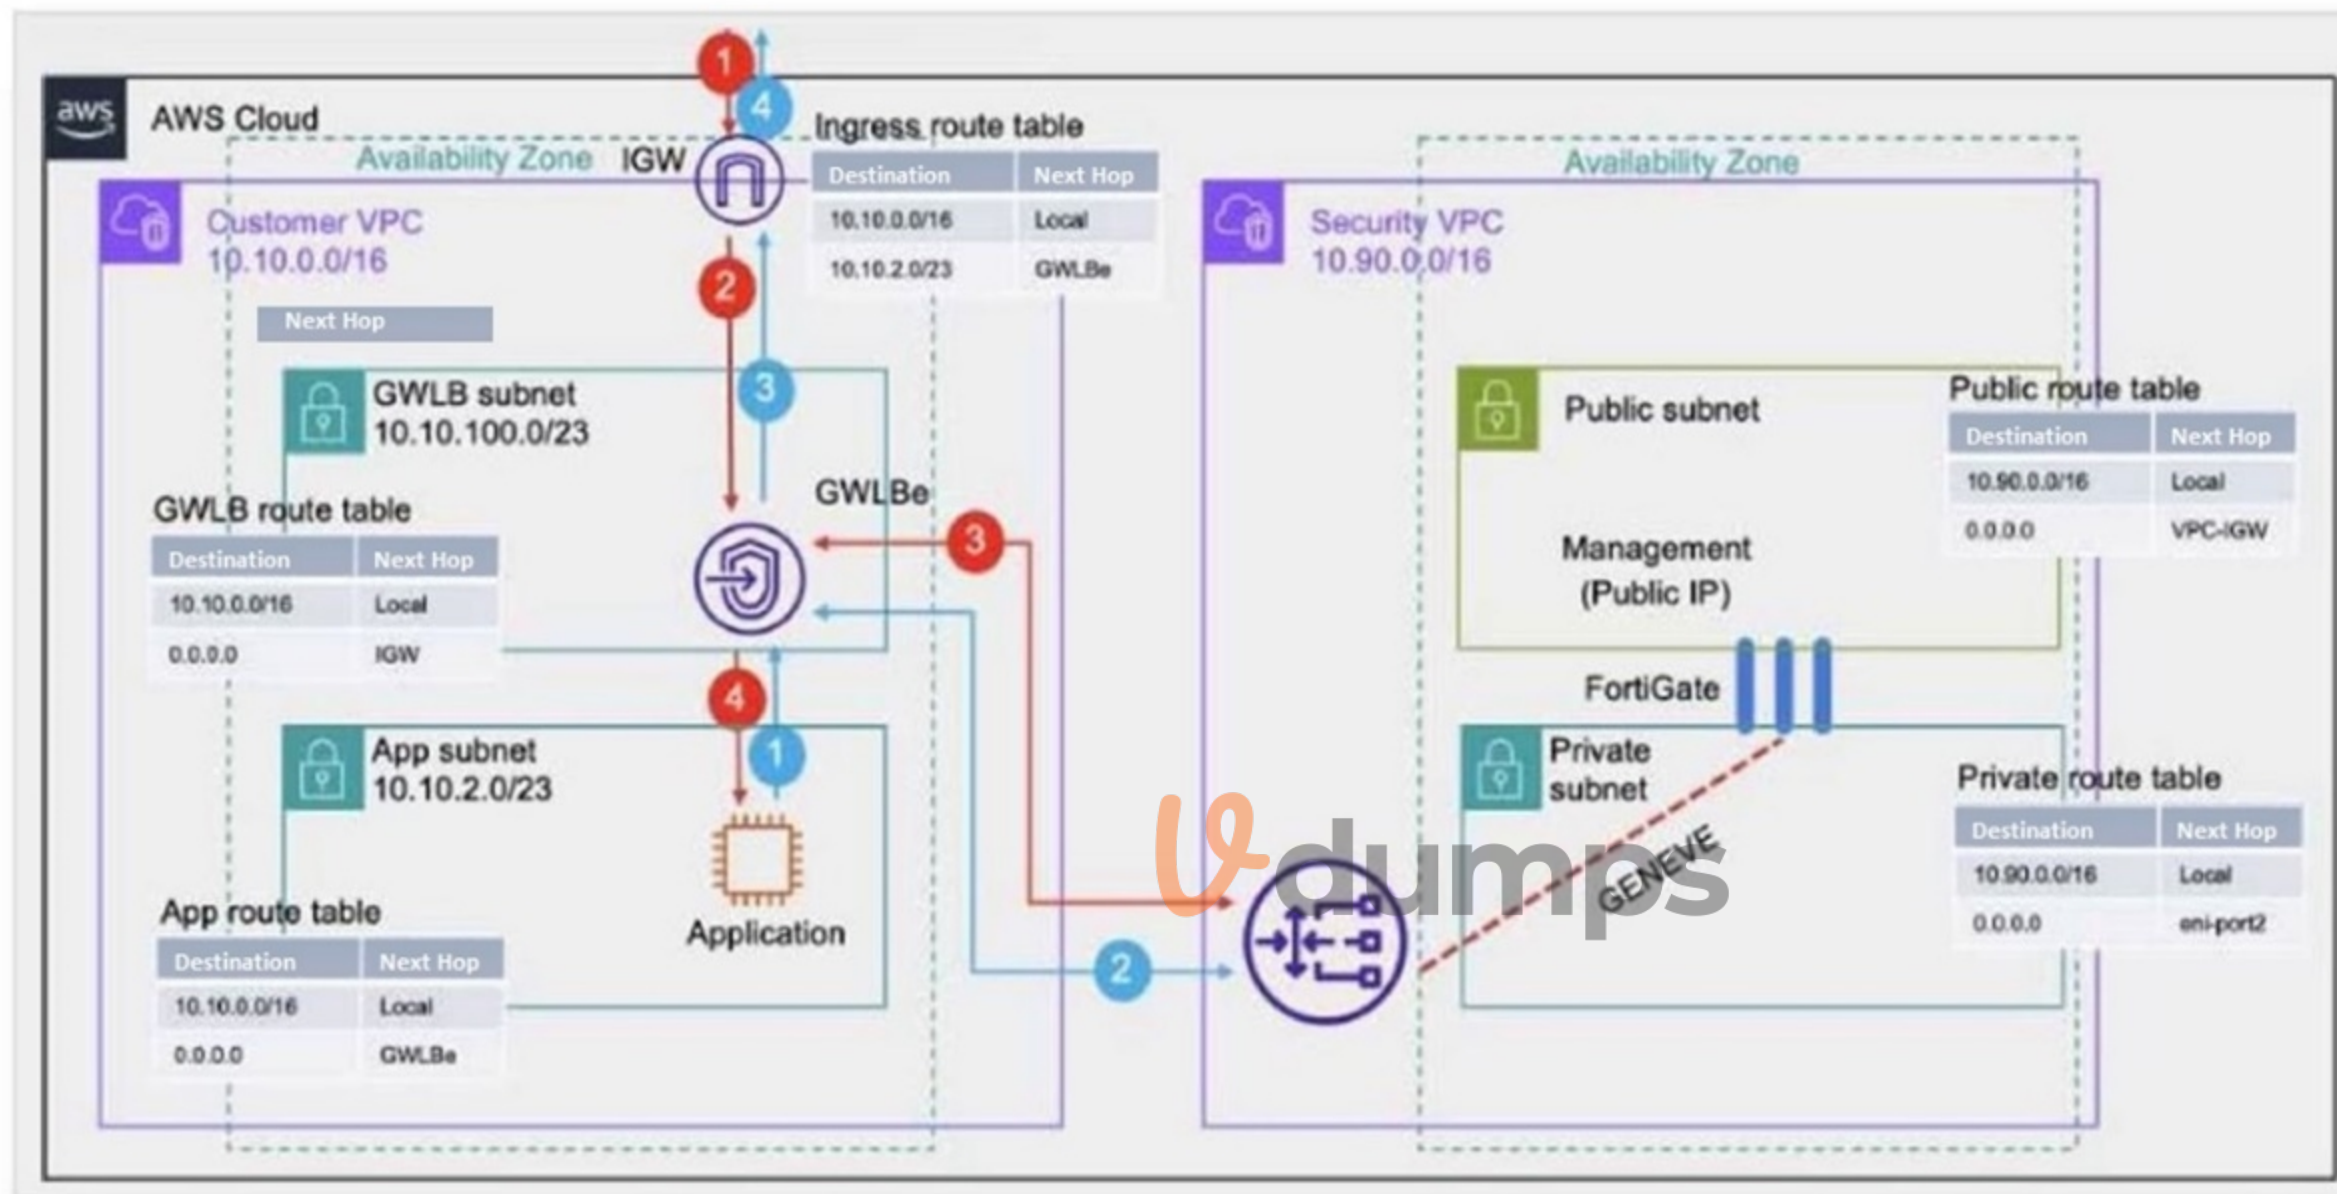 1
4
aws
AWS Cloud
Availability Zone
IGW
Ingress route table
Destination Next Hop
10.10.0.0/16 Local
10.10.2.0/23 GWLBe
Customer VPC
10.10.0.0/16
2
Next Hop
GWLB subnet
10.10.100.0/23
3
GWLBe
GWLB route table
Destination Next Hop
10.10.0.0/16 Local
0.0.0.0 IGW
3
4
App subnet
10.10.2.0/23
1
Application
App route table
Destination Next Hop
10.10.0.0/16 Local
0.0.0.0 GWLBe
2
Availability Zone
Security VPC
10.90.0.0/16
Public subnet
Public route table
Destination Next Hop
10.90.0.0/16 Local
0.0.0.0 VPC-IGW
Management
(Public IP)
FortiGate
Private
subnet
GENEVE
Private route table
Destination Next Hop
10.90.0.0/16 Local
0.0.0.0 eni-port2
Vdumps